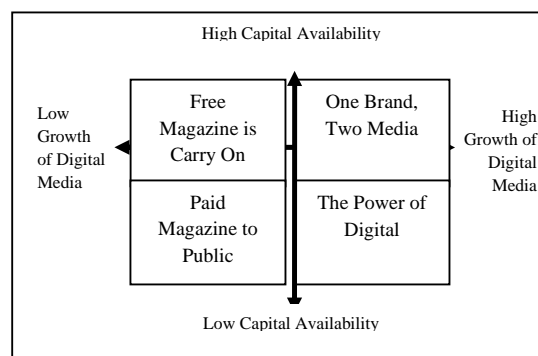 High Capital Availability
Free
Magazine is
Carry On
One Brand,
Two Media
Low
Growth
of Digital
Media
High
Growth of
Digital
Media
Paid
Magazine to
Public
The Power of
Digital
Low Capital Availability